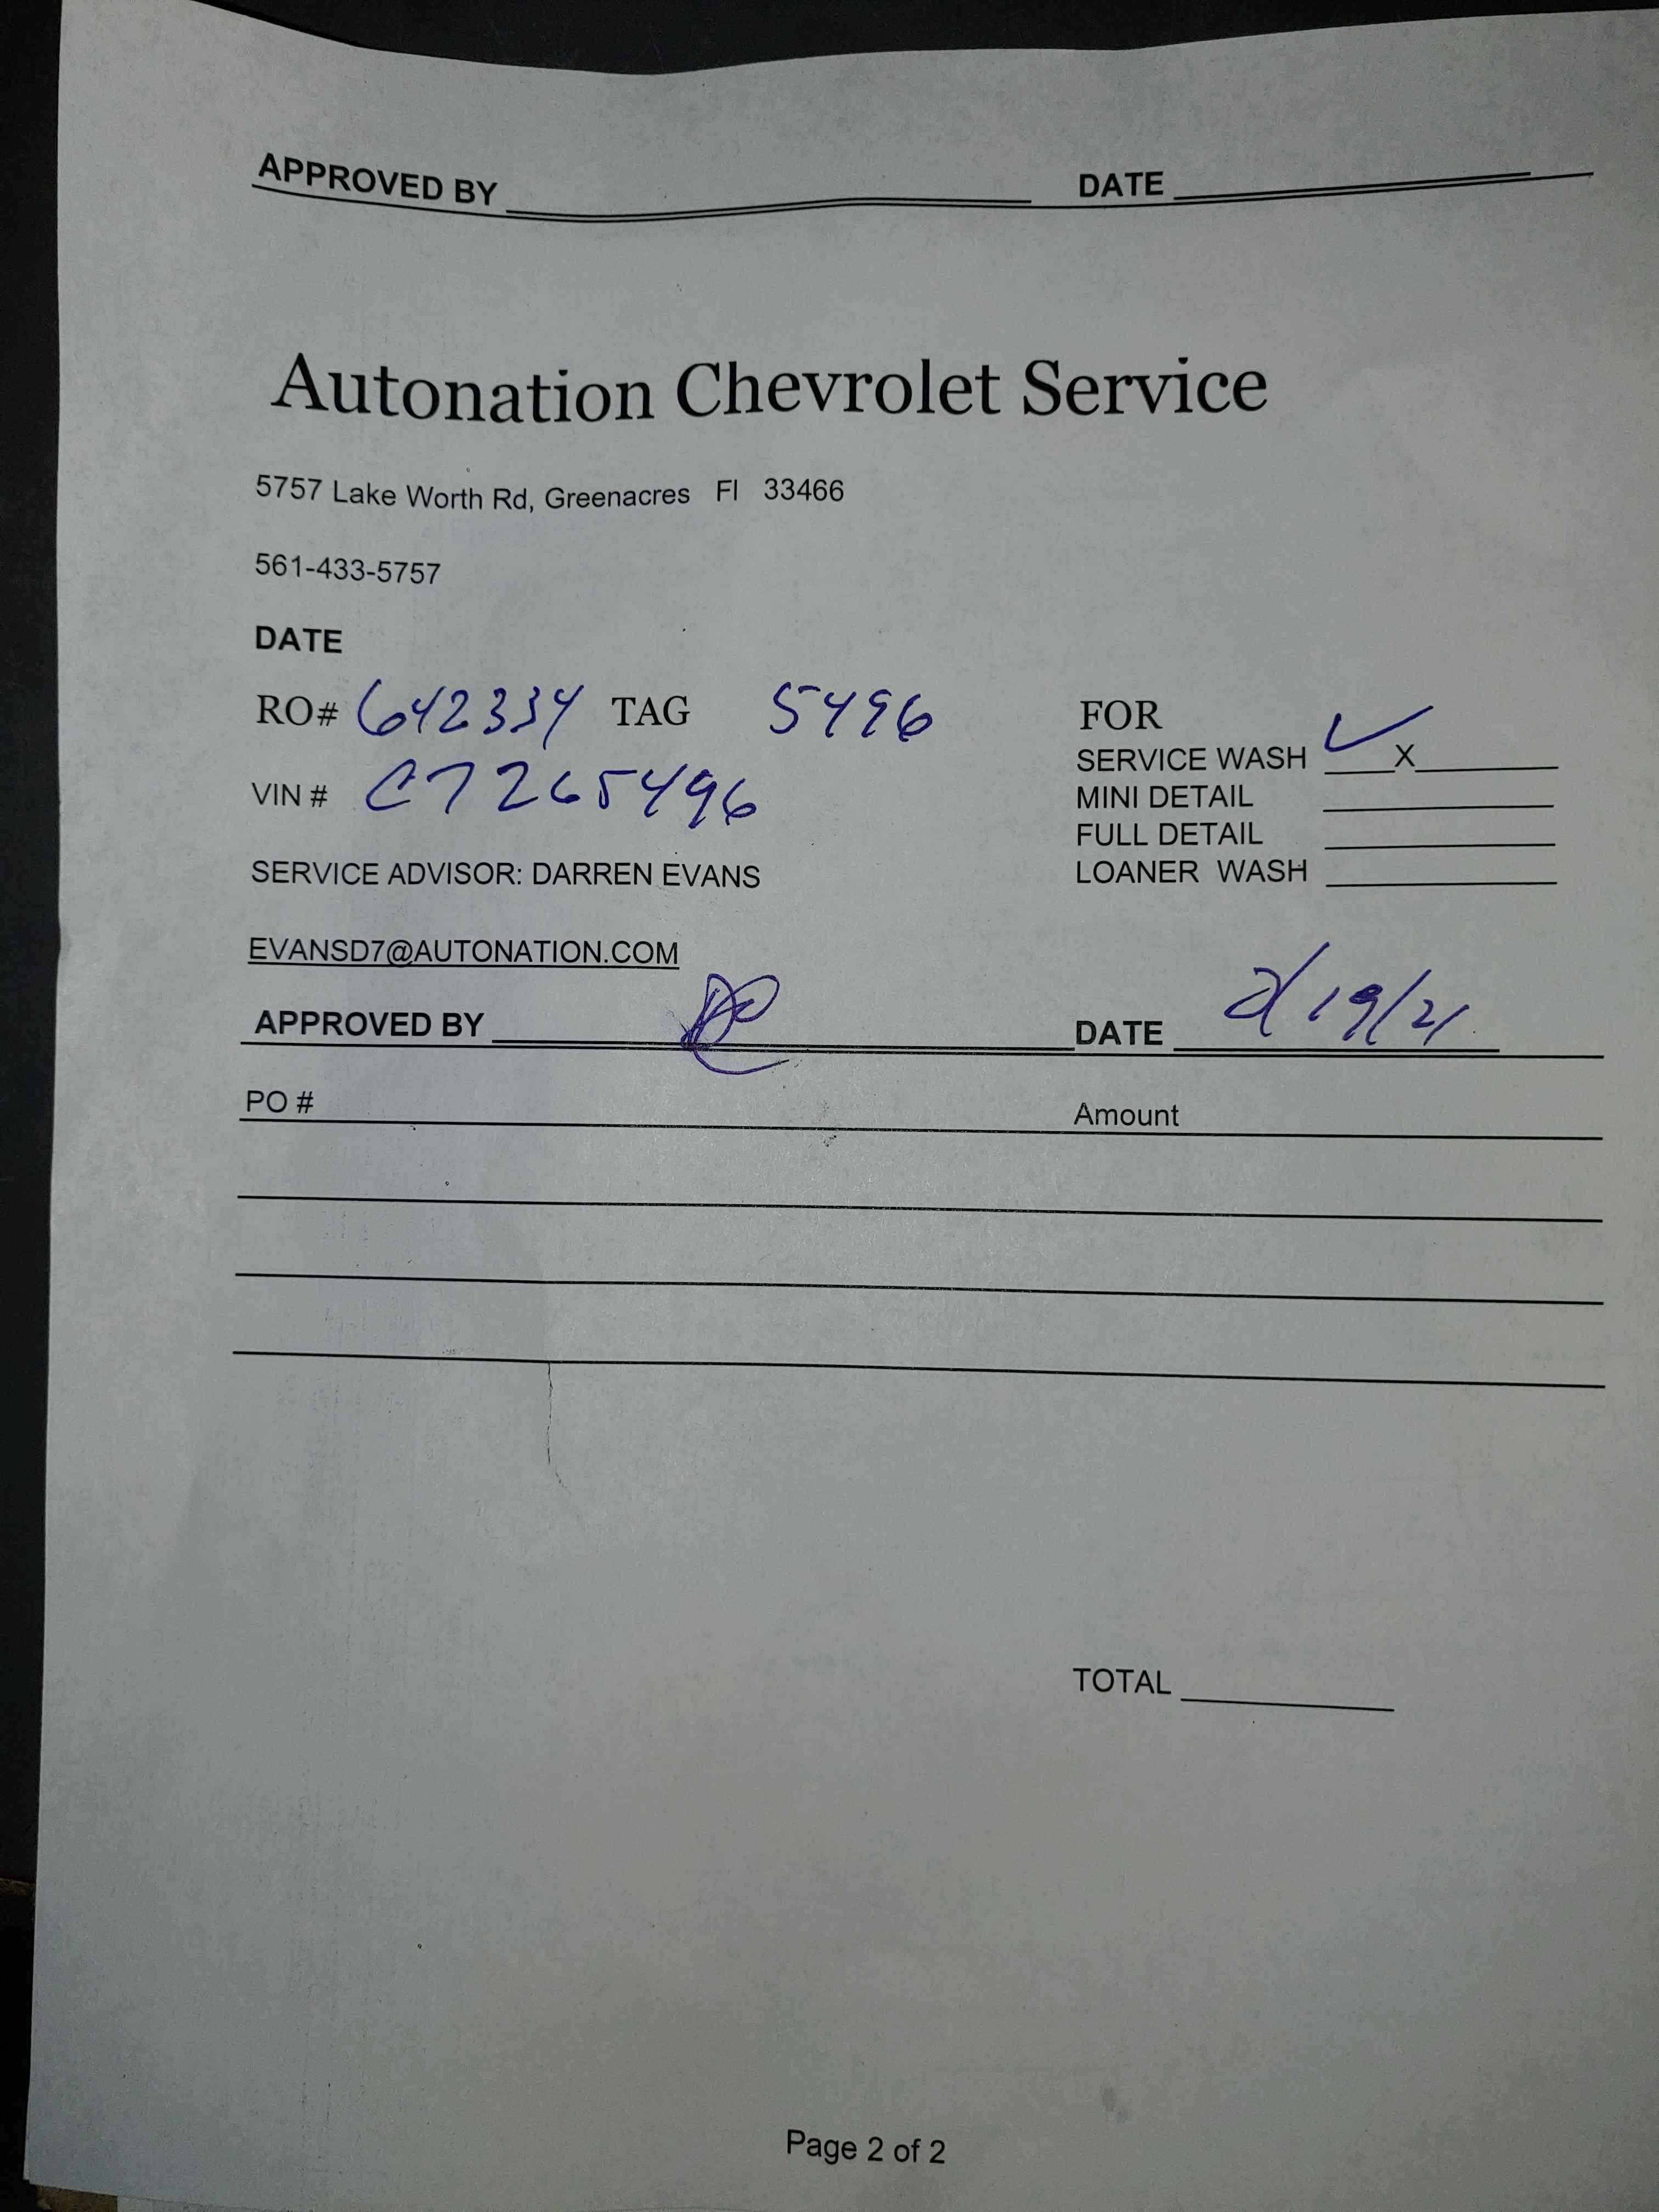 APPROVED BY DATE
Autonation Chevrolet Service
5757 Lake Worth Rd, Greenacres Fl 33466
561-433-5757
DATE
RO# 642334 TAG 5496 FOR
SERVICE WASH ✓ X
VIN # C7265496
MINI DETAIL
FULL DETAIL
SERVICE ADVISOR: DARREN EVANS
LOANER WASH
EVANSD7@AUTONATION.COM
APPROVED BY DATE 2/19/21
PO # Amount
TOTAL
Page 2 of 2